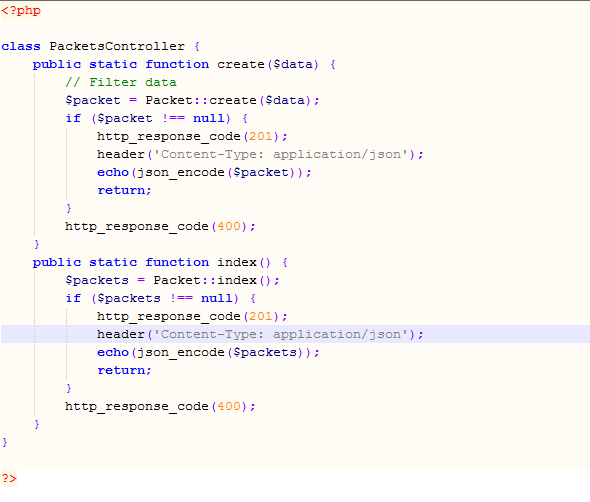 <?php
class PacketsController {
    public static function create($data) {
        // Filter data
        $packet = Packet::create($data);
        if ($packet !== null) {
            http_response_code(201);
            header('Content-Type: application/json');
            echo(json_encode($packet));
            return;
        }
        http_response_code(400);
    }
    public static function index() {
        $packets = Packet::index();
        if ($packets !== null) {
            http_response_code(201);
            header('Content-Type: application/json');
            echo(json_encode($packets));
            return;
        }
        http_response_code(400);
    }
}
?>